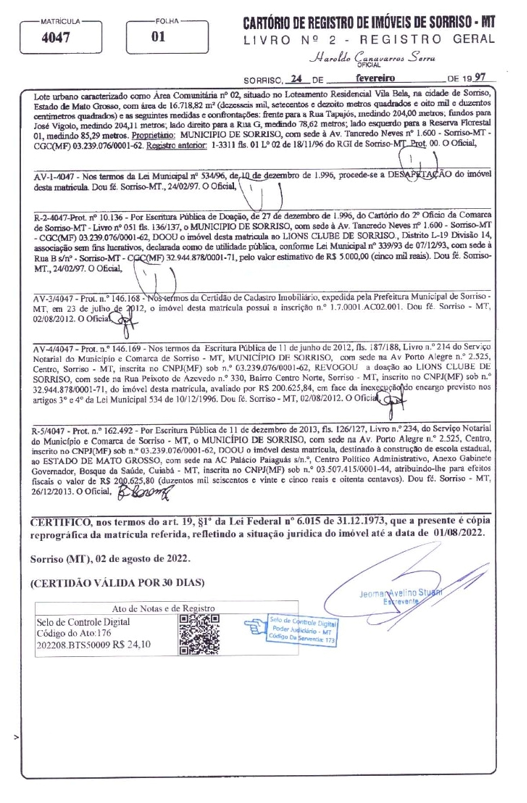 MATRÍCULA
4047
FOLHA
01
CARTÓRIO DE REGISTRO DE IMÓVEIS DE SORRISO - MT
LIVRO Nº 2 - REGISTRO GERAL
Haroldo Canavarros Serra
OFICIAL
SORRISO, 24 DE fevereiro DE 1997
Lote urbano caracterizado como Área Comunitária nº 02, situado no Loteamento Residencial Vila Bela, na cidade de Sorriso,
Estado de Mato Grosso, com área de 16.718,82 m² (dezesseis mil, setecentos e dezoito metros quadrados e oito mil e duzentos
centímetros quadrados) e as seguintes medidas e confrontações: frente para a Rua Tapajós, medindo 204,00 metros; fundos para
José Vigolo, medindo 204,11 metros; lado direito para a Rua G, medindo 78,62 metros; lado esquerdo para a Reserva Florestal
01, medindo 85,29 metros. Proprietário: MUNICIPIO DE SORRISO, com sede à Av. Tancredo Neves nº 1.600 - Sorriso-MT -
CGC(MF) 03.239.076/0001-62. Registro anterior: 1-3311 fls. 01 Lº 02 de 18/11/96 do RGI de Sorriso-MT. Prot. 00. O Oficial,
AV-1-4047 - Nos termos da Lei Municipal nº 534/96, de 10 de dezembro de 1.996, procede-se a DESAFETAÇÃO do imóvel
desta matrícula. Dou fé. Sorriso-MT., 24/02/97. O Oficial,
R-2-4047-Prot. nº 10.136 - Por Escritura Pública de Doação, de 27 de dezembro de 1.996, do Cartório do 2º Oficio da Comarca
de Sorriso-MT - Livro nº 051 fls. 136/137, o MUNICIPIO DE SORRISO, com sede à Av. Tancredo Neves nº 1.600 - Sorriso-MT
- CGC(MF) 03.239.076/0001-62, DOOU o imóvel desta matrícula ao LIONS CLUBE DE SORRISO, Distrito L-19 Divisão 14,
associação sem fins lucrativos, declarada como de utilidade pública, conforme Lei Municipal nº 339/93 de 07/12/93, com sede à
Rua B s/nº - Sorriso-MT - CGC(MF) 32.944.878/0001-71, pelo valor estimativo de R$ 5.000,00 (cinco mil reais). Dou fé. Sorriso-
MT., 24/02/97. O Oficial,
AV-3/4047 - Prot. nº 146.168 - Nos termos da Certidão de Cadastro Imobiliário, expedida pela Prefeitura Municipal de Sorriso -
MT, em 23 de julho de 2012, o imóvel desta matrícula possui a inscrição nº 1.7.0001.AC02.001. Dou fé. Sorriso - MT,
02/08/2012. O Oficial,
AV-4/4047 - Prot. nº 146.169 - Nos termos da Escritura Pública de 11 de junho de 2012, fls. 187/188, Livro nº 214 do Serviço
Notarial do Município e Comarca de Sorriso - MT, MUNICÍPIO DE SORRISO, com sede na Av Porto Alegre nº 2.525,
Centro, Sorriso - MT, inscrita no CNPJ(MF) sob nº 03.239.076/0001-62, REVOGOU a doação ao LIONS CLUBE DE
SORRISO, com sede na Rua Peixoto de Azevedo nº 330, Bairro Centro Norte, Sorriso - MT, inscrita no CNPJ(MF) sob nº
32.944.878/0001-71, do imóvel desta matrícula, avaliado por R$ 200.625,84, em face da inexecução do encargo previsto nos
artigos 3º e 4º da Lei Municipal 534 de 10/12/1996. Dou fé. Sorriso - MT, 02/08/2012. O Oficial,
R-5/4047 - Prot. nº 162.492 - Por Escritura Pública de 11 de dezembro de 2013, fls. 126/127, Livro nº 234, do Serviço Notarial
do Município e Comarca de Sorriso - MT, o MUNICÍPIO DE SORRISO, com sede na Av. Porto Alegre nº 2.525, Centro,
inscrito no CNPJ(MF) sob nº 03.239.076/0001-62, DOOU o imóvel desta matrícula, destinado à construção de escola estadual,
ao ESTADO DE MATO GROSSO, com sede na AC Palácio Paiaguás s/n.º, Centro Político Administrativo, Anexo Gabinete
Governador, Bosque da Saúde, Cuiabá - MT, inscrito no CNPJ(MF) sob nº 03.507.415/0001-44, atribuindo-lhe para efeitos
fiscais o valor de R$ 200.625,80 (duzentos mil seiscentos e vinte e cinco reais e oitenta centavos). Dou fé. Sorriso - MT,
26/12/2013. O Oficial,
CERTIFICO, nos termos do art. 19, §1º da Lei Federal nº 6.015 de 31.12.1973, que a presente é cópia
reprográfica da matrícula referida, refletindo a situação jurídica do imóvel até a data de 01/08/2022.
Sorriso (MT), 02 de agosto de 2022.
(CERTIDÃO VÁLIDA POR 30 DIAS)
Jeomar Avelino Stuani
Escrevente
Ato de Notas e de Registro
Selo de Controle Digital
Código do Ato:176
202208.BTS50009 R$ 24,10
Selo de Controle Digital
Poder Judiciário - MT
Código Da Serventia: 173